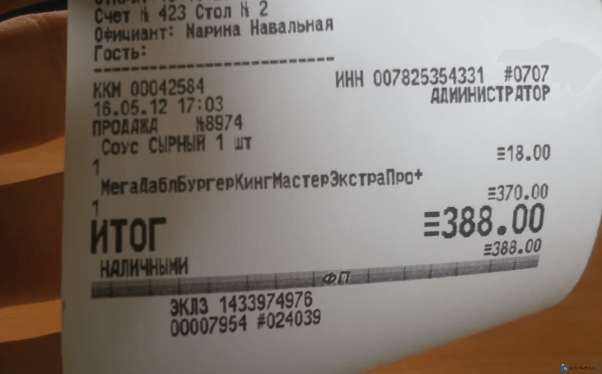 Счет № 423 Стол № 2
Официант: Марина Навальная
Гость:
ККМ 00042584 ИНН 007825354331 #0707
16.05.12 17:03 АДМИНИСТРАТОР
ПРОДАЖА №8974
Соус СЫРНЫЙ 1 шт
1 ≡18.00
МегаДаблБургерКингМастерЭкстраПро+
1 ≡370.00
ИТОГ ≡388.00
НАЛИЧНЫМИ ≡388.00
ФП
ЭКЛЗ 1433974976
00007954 #024039